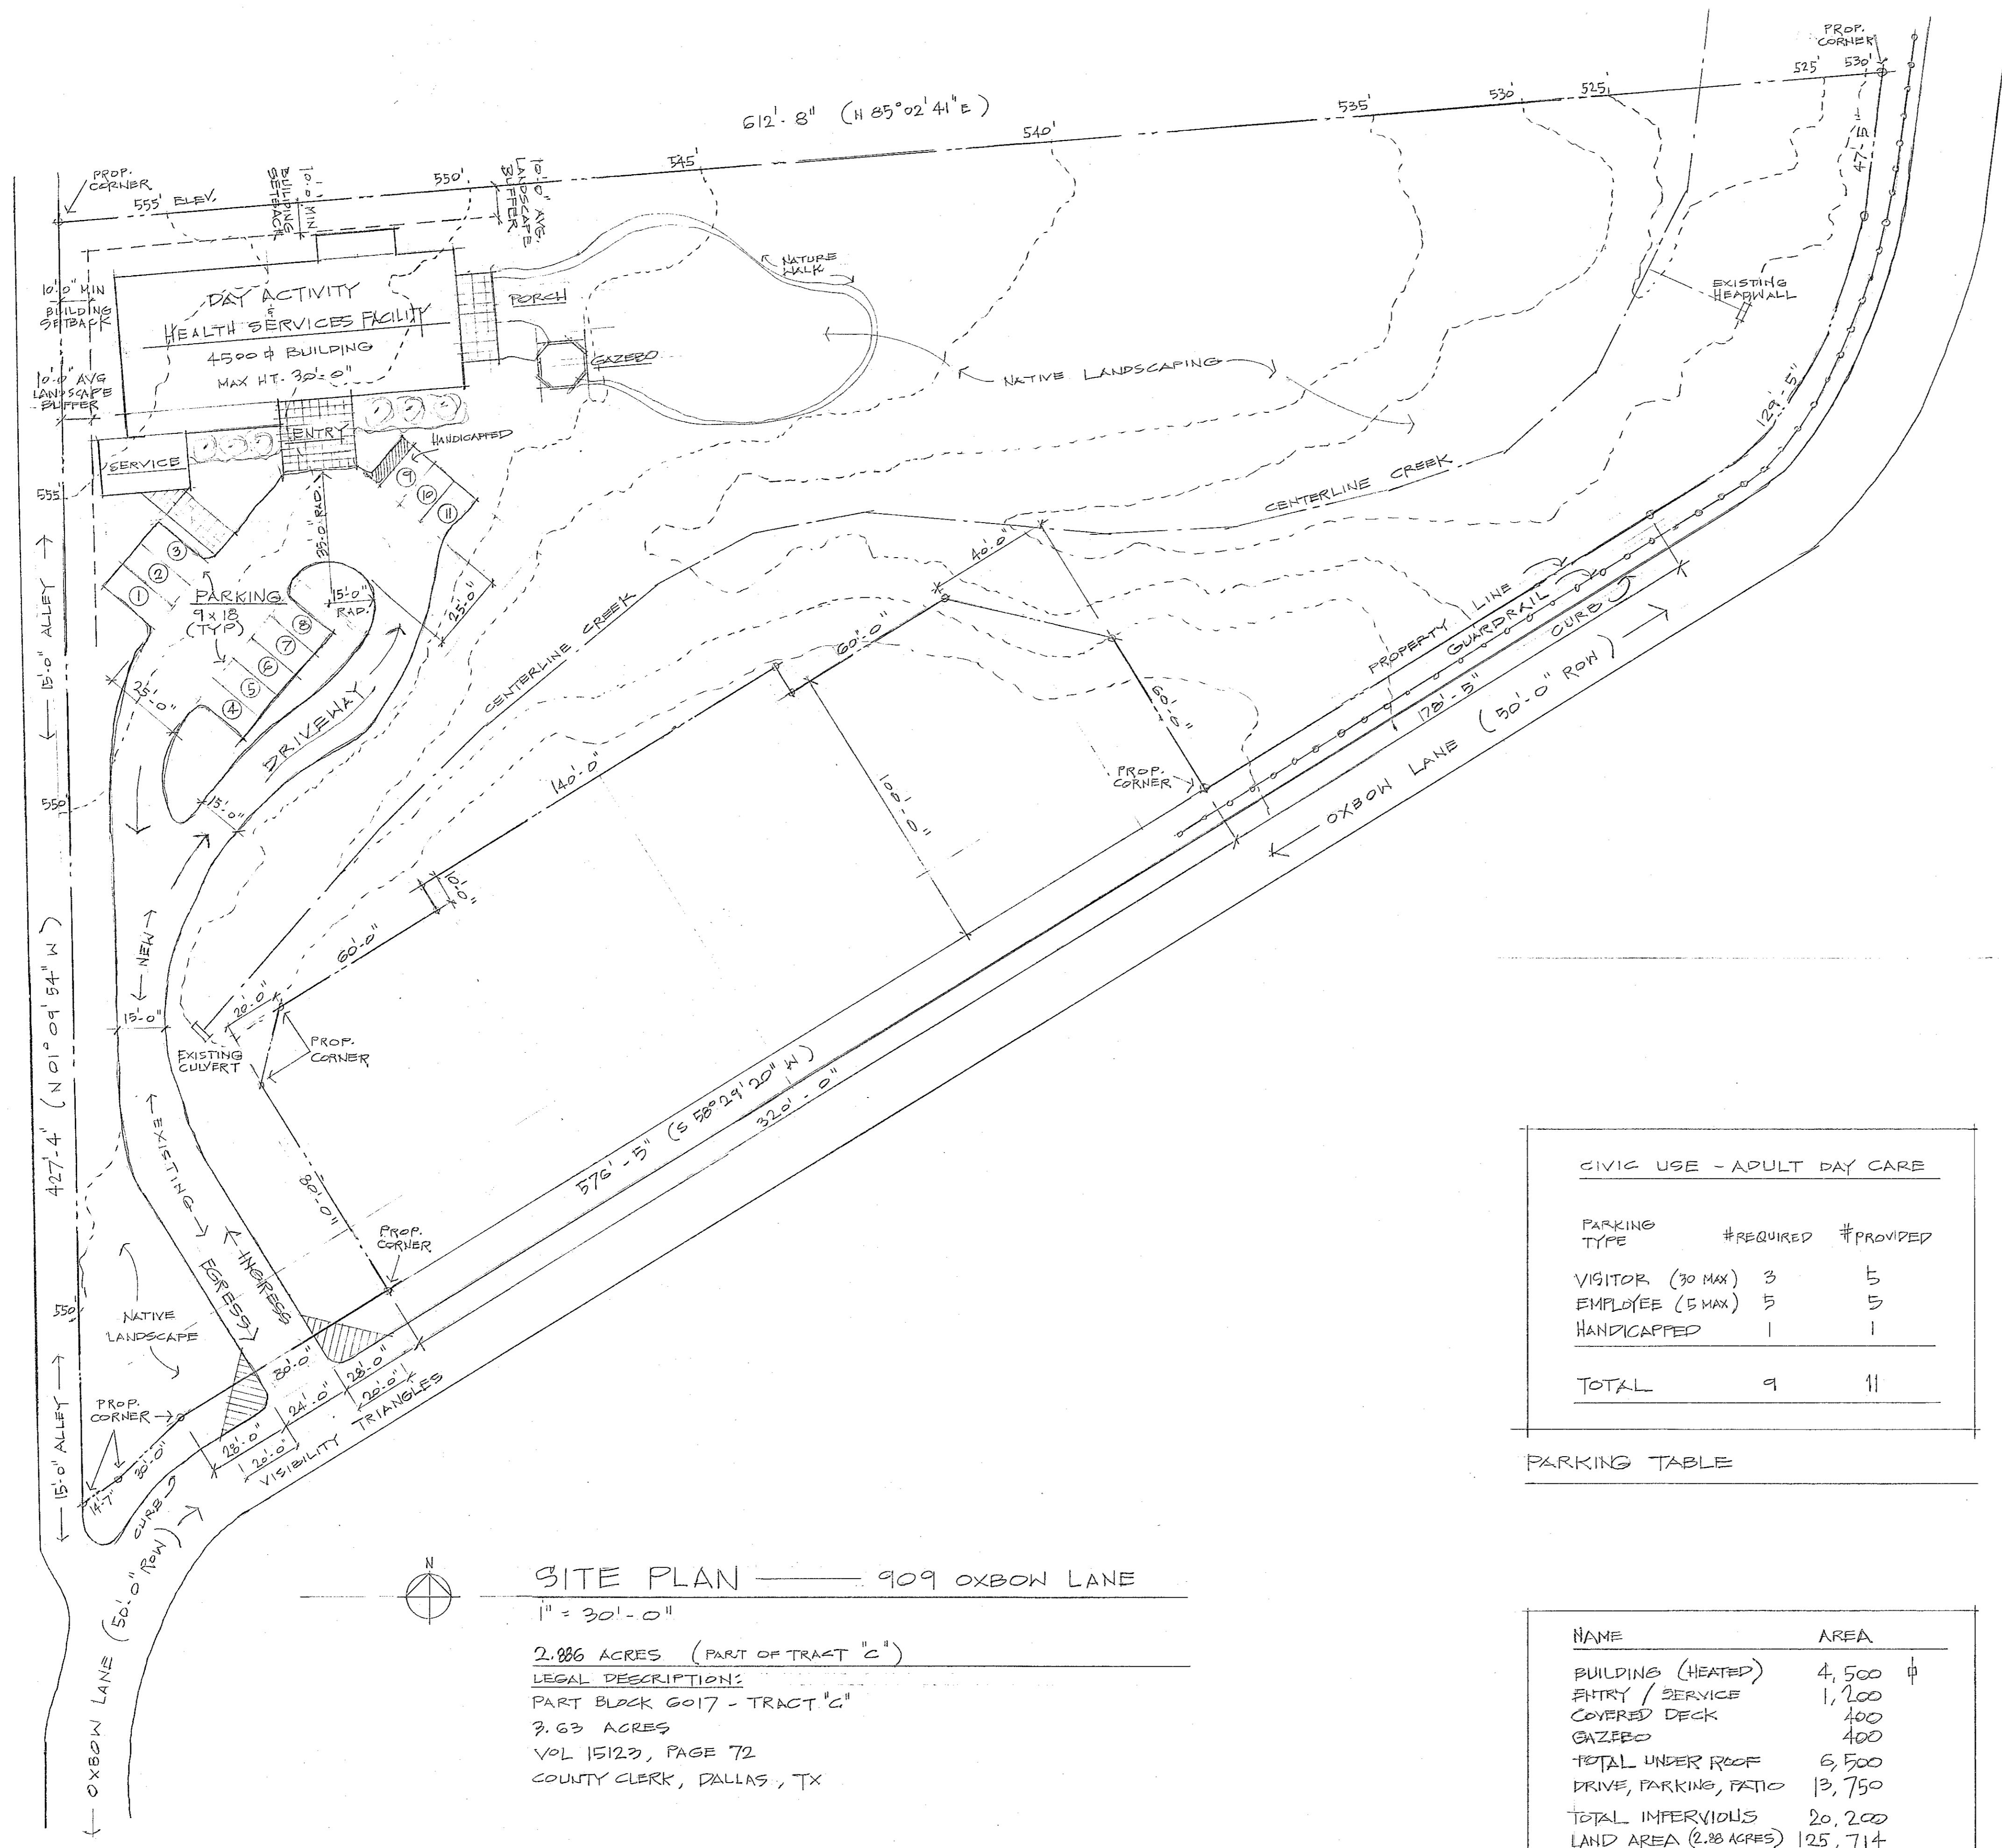 PROP.
CORNER
525'
530'
612'-8" (N 85°02'41"E)
540'
535'
530'
525'
47'-5"
PROP.
CORNER
555' ELEV.
10'-0" MIN
BUILDING
SETBACK
550'
10'-0" AVG.
LANDSCAPE
BUFFER
545'
10'-0" MIN
BUILDING
SETBACK
DAY ACTIVITY
&
HEALTH SERVICES FACILITY
4500 ⌽ BUILDING
MAX HT. 30'-0"
PORCH
NATURE
WALK
GAZEBO
NATIVE LANDSCAPING
EXISTING
HEADWALL
129'-5"
10'-0" AVG
LANDSCAPE
BUFFER
SERVICE
ENTRY
HANDICAPPED
9
10
11
555'
35'-0" RAD.
CENTERLINE CREEK
40'-0"
3
2
1
PARKING
9 x 18
(TYP)
15'-0"
RAD.
25'-0"
8
7
6
5
4
25'-0"
15'-0" ALLEY
CENTERLINE CREEK
60'-0"
PROPERTY LINE
GUARDRAIL
CURB
178'-5"
OXBOW LANE (50'-0" ROW)
DRIVEWAY
60'-0"
140'-0"
100'-0"
PROP.
CORNER
550'
15'-0"
10'-0"
NEW
60'-0"
427'-4" (N 01°09'54" W)
15'-0"
20'-0"
EXISTING
CULVERT
PROP.
CORNER
576'-5" (S 58°29'20" W)
320'-0"
EXISTING
80'-0"
PROP.
CORNER
INGRESS
EGRESS
550'
NATIVE
LANDSCAPE
80'-0"
28'-0"
24'-0"
20'-0"
28'-0"
20'-0"
VISIBILITY TRIANGLES
PROP.
CORNER
15'-0" ALLEY
30'-0"
14'-7"
CURB
OXBOW LANE (50'-0" ROW)
CIVIC USE - ADULT DAY CARE
PARKING
TYPE #REQUIRED #PROVIDED
VISITOR (30 MAX) 3 5
EMPLOYEE (5 MAX) 5 5
HANDICAPPED 1 1
TOTAL 9 11
PARKING TABLE
N
SITE PLAN —— 909 OXBOW LANE
1" = 30'-0"
2.886 ACRES (PART OF TRACT "C")
LEGAL DESCRIPTION:
PART BLOCK 6017 - TRACT "C"
3.63 ACRES
VOL 15123, PAGE 72
COUNTY CLERK, DALLAS, TX
NAME AREA
BUILDING (HEATED) 4,500 ⌽
ENTRY / SERVICE 1,200
COVERED DECK 400
GAZEBO 400
TOTAL UNDER ROOF 6,500
DRIVE, PARKING, PATIO 13,750
TOTAL IMPERVIOUS 20,200
LAND AREA (2.88 ACRES) 125,714